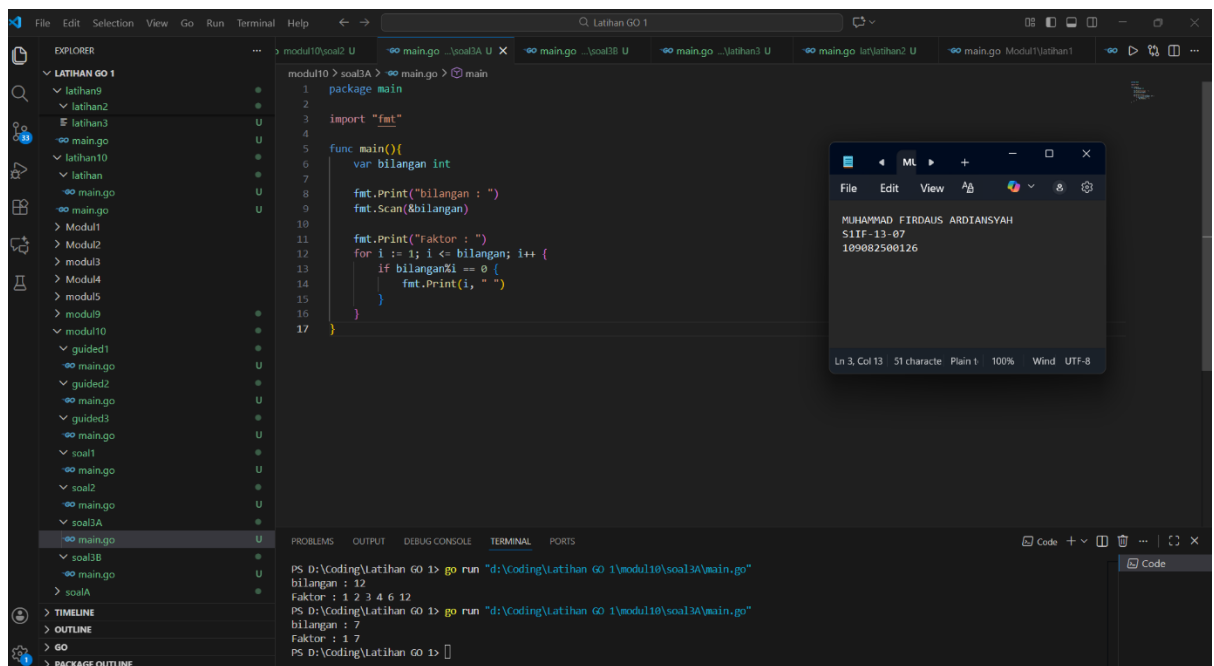 File Edit Selection View Go Run Terminal Help
Latihan GO 1
EXPLORER
modul10\soal2 U
main.go ...\soal3A U
main.go ...\soal3B U
main.go ...\latihan3 U
main.go lat\latihan2 U
main.go Modul1\latihan1
LATIHAN GO 1
latihan9
latihan2
latihan3 U
main.go U
latihan10
latihan
main.go U
main.go U
Modul1
Modul2
modul3
Modul4
modul5
modul9
modul10
guided1
main.go U
guided2
main.go U
guided3
main.go U
soal1
main.go U
soal2
main.go U
soal3A
main.go U
soal3B
main.go U
soalA
TIMELINE
OUTLINE
GO
PACKAGE OUTLINE
33
1
modul10 > soal3A > main.go > main
1 package main
2
3 import "fmt"
4
5 func main(){
6 var bilangan int
7
8 fmt.Print("bilangan : ")
9 fmt.Scan(&bilangan)
10
11 fmt.Print("Faktor : ")
12 for i := 1; i <= bilangan; i++ {
13 if bilangan%i == 0 {
14 fmt.Print(i, " ")
15 }
16 }
17 }
MU
File Edit View
MUHAMMAD FIRDAUS ARDIANSYAH
S1IF-13-07
109082500126
Ln 3, Col 13 51 characte Plain t 100% Wind UTF-8
PROBLEMS OUTPUT DEBUG CONSOLE TERMINAL PORTS
Code
Code
PS D:\Coding\Latihan GO 1> go run "d:\Coding\Latihan GO 1\modul10\soal3A\main.go"
bilangan : 12
Faktor : 1 2 3 4 6 12
PS D:\Coding\Latihan GO 1> go run "d:\Coding\Latihan GO 1\modul10\soal3A\main.go"
bilangan : 7
Faktor : 1 7
PS D:\Coding\Latihan GO 1>